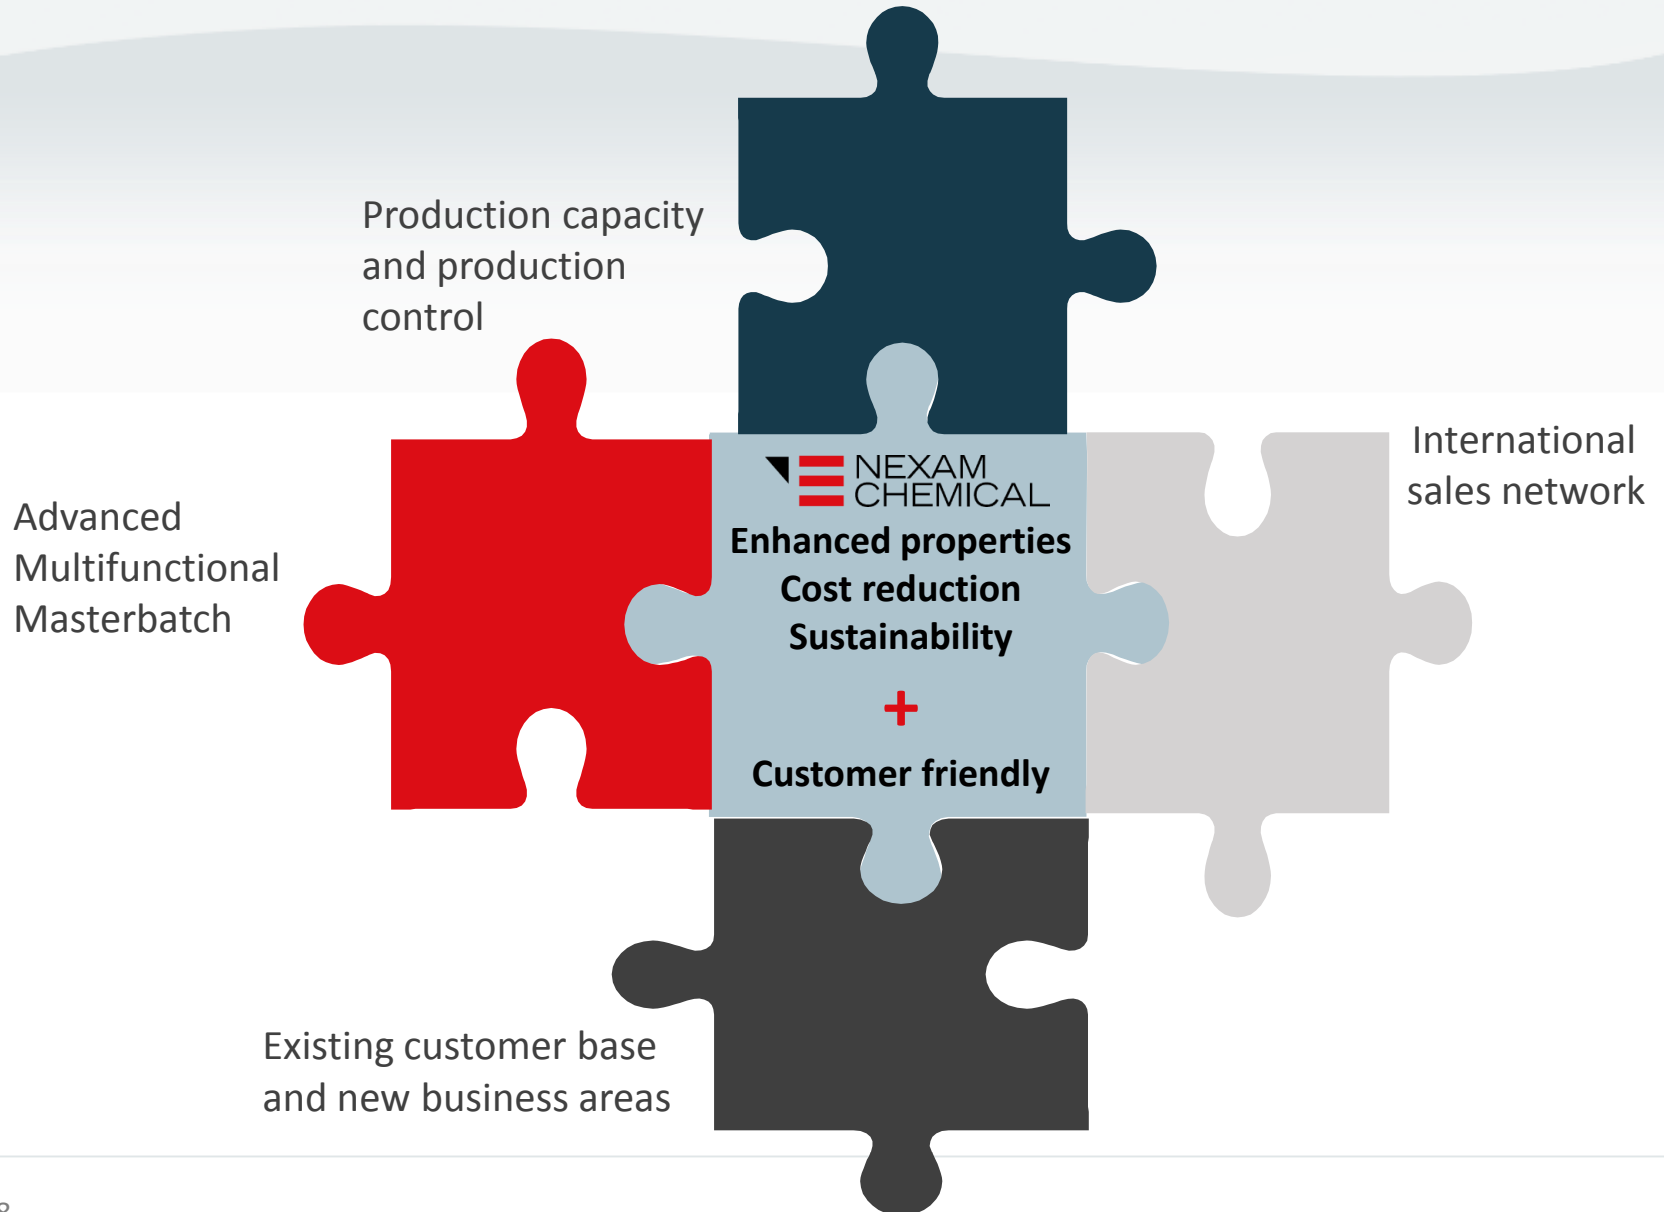 Production capacity
and production
control
Advanced
Multifunctional
Masterbatch
NEXAM
CHEMICAL
Enhanced properties
Cost reduction
Sustainability
+
Customer friendly
International
sales network
Existing customer base
and new business areas